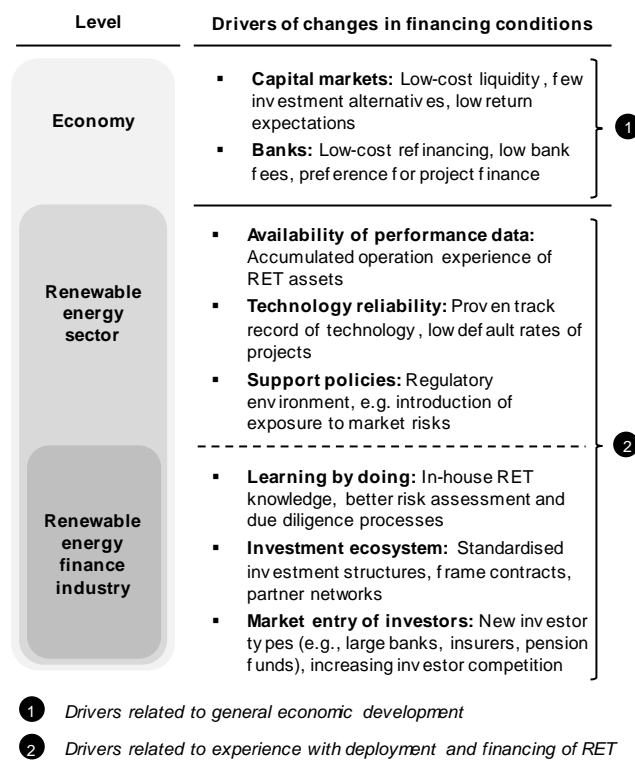 Level
Drivers of changes in financing conditions
Economy
▪ Capital markets: Low-cost liquidity, few
investment alternatives, low return
expectations
▪ Banks: Low-cost refinancing, low bank
fees, preference for project finance
1
Renewable
energy
sector
▪ Availability of performance data:
Accumulated operation experience of
RET assets
▪ Technology reliability: Proven track
record of technology, low default rates of
projects
▪ Support policies: Regulatory
environment, e.g. introduction of
exposure to market risks
2
Renewable
energy
finance
industry
▪ Learning by doing: In-house RET
knowledge, better risk assessment and
due diligence processes
▪ Investment ecosystem: Standardised
investment structures, frame contracts,
partner networks
▪ Market entry of investors: New investor
types (e.g., large banks, insurers, pension
funds), increasing investor competition
1 Drivers related to general economic development
2 Drivers related to experience with deployment and financing of RET